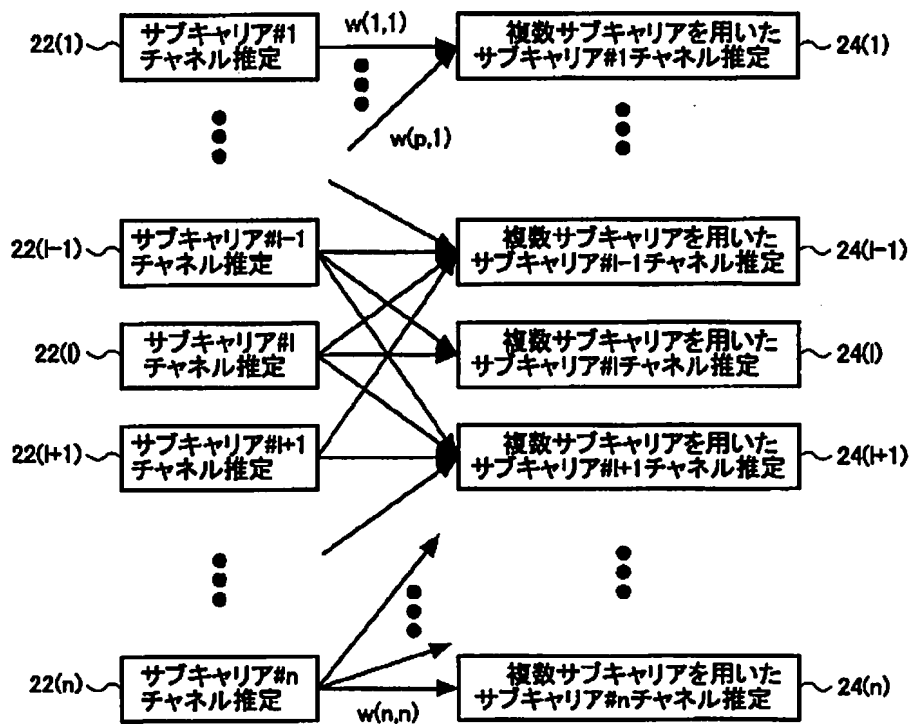 22(1)
サブキャリア#1
チャネル推定
w(1,1)
複数サブキャリアを用いた
サブキャリア#1チャネル推定
24(1)
w(p,1)
22(l-1)
サブキャリア#l-1
チャネル推定
複数サブキャリアを用いた
サブキャリア#l-1チャネル推定
24(l-1)
22(l)
サブキャリア#l
チャネル推定
複数サブキャリアを用いた
サブキャリア#lチャネル推定
24(l)
22(l+1)
サブキャリア#l+1
チャネル推定
複数サブキャリアを用いた
サブキャリア#l+1チャネル推定
24(l+1)
22(n)
サブキャリア#n
チャネル推定
w(n,n)
複数サブキャリアを用いた
サブキャリア#nチャネル推定
24(n)